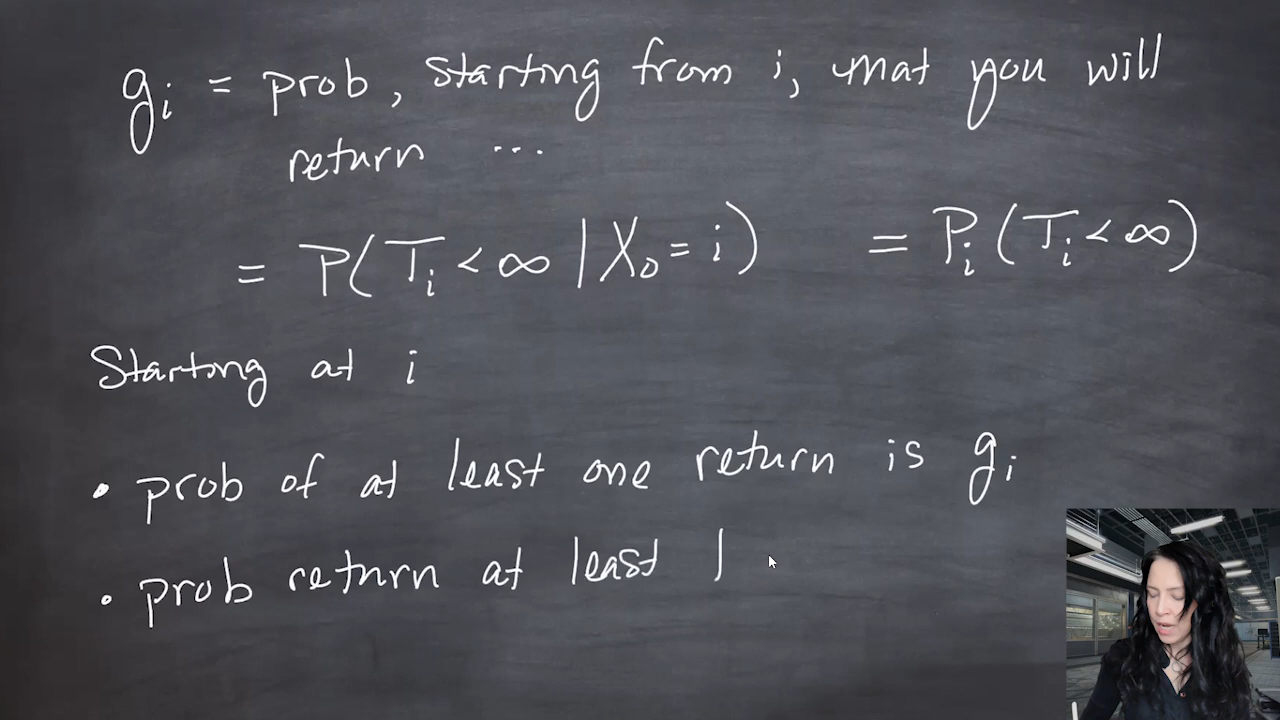 gᵢ = prob, starting from i, that you will
return ...
= P(Tᵢ < ∞ | X₀ = i) = Pᵢ(Tᵢ < ∞)
Starting at i
• prob of at least one return is gᵢ
• prob return at least